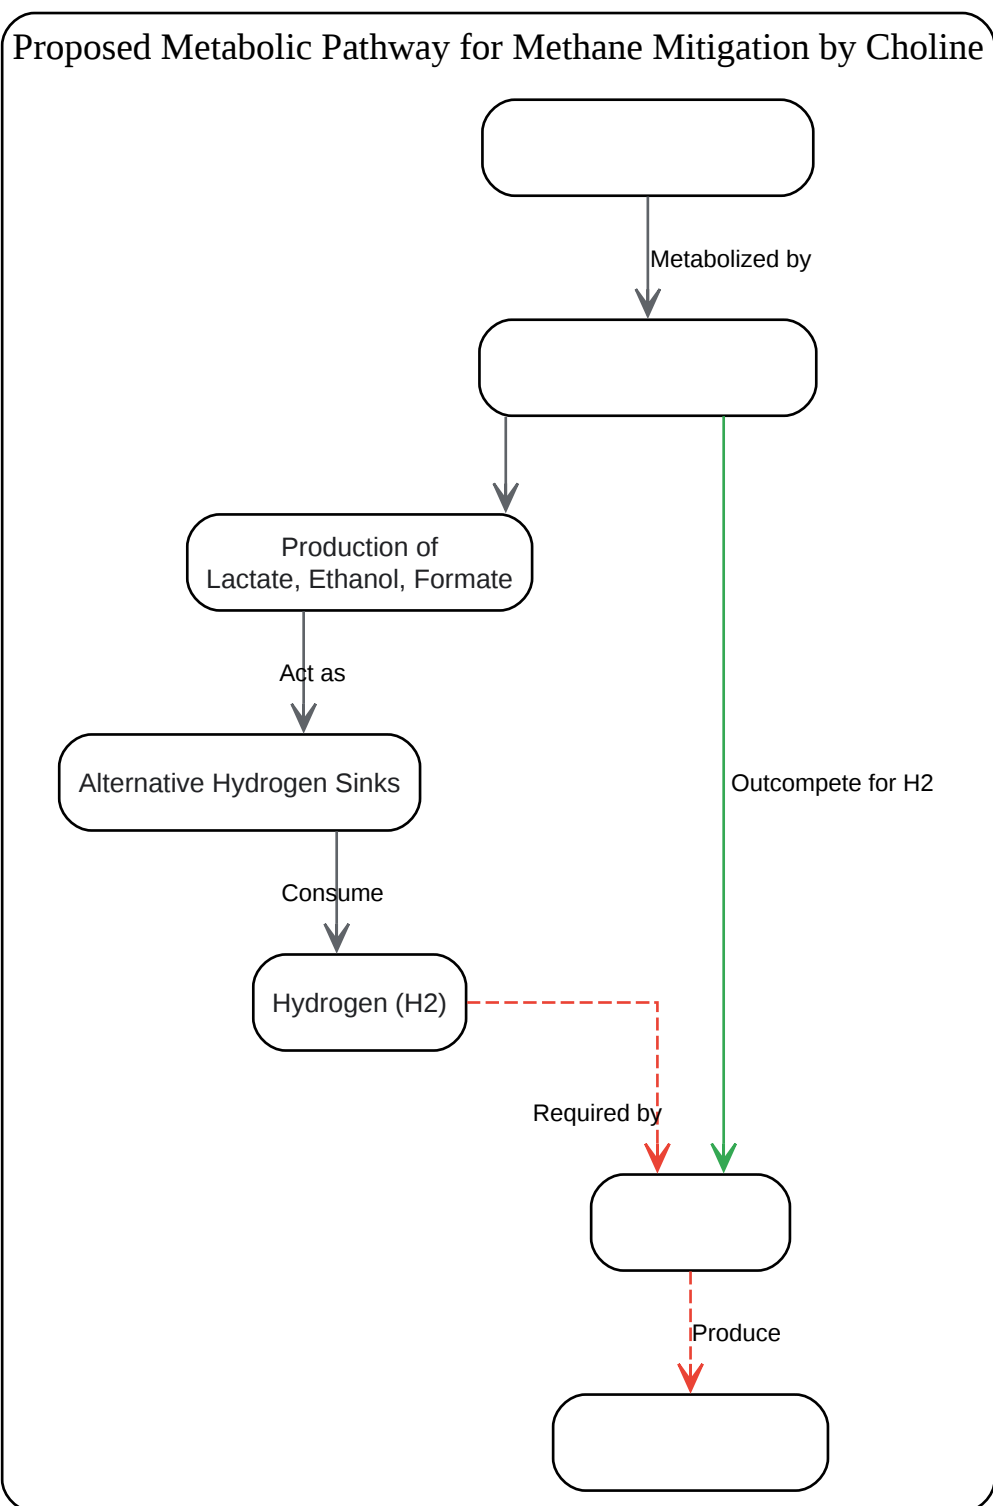 Proposed Metabolic Pathway for Methane Mitigation by Choline
Metabolized by
Production of
Lactate, Ethanol, Formate
Act as
Alternative Hydrogen Sinks
Outcompete for H2
Consume
Hydrogen (H2)
Required by
Produce